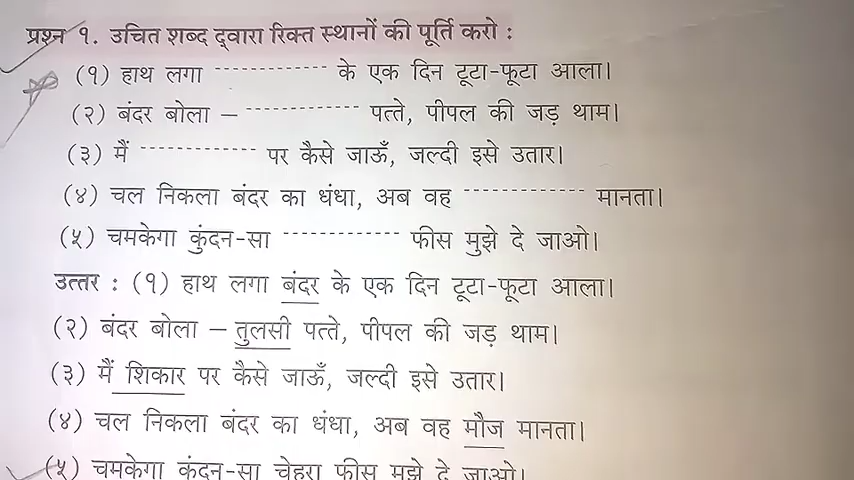 प्रश्न १. उचित शब्द द्वारा रिक्त स्थानों की पूर्ति करो :
(१) हाथ लगा ------------- के एक दिन टूटा-फूटा आला।
(२) बंदर बोला – ------------- पत्ते, पीपल की जड़ थाम।
(३) मैं ------------- पर कैसे जाऊँ, जल्दी इसे उतार।
(४) चल निकला बंदर का धंधा, अब वह ------------- मानता।
(५) चमकेगा कुंदन-सा ------------- फीस मुझे दे जाओ।
उत्तर : (१) हाथ लगा बंदर के एक दिन टूटा-फूटा आला।
(२) बंदर बोला – तुलसी पत्ते, पीपल की जड़ थाम।
(३) मैं शिकार पर कैसे जाऊँ, जल्दी इसे उतार।
(४) चल निकला बंदर का धंधा, अब वह मौज मानता।
(५) चमकेगा कुंदन-सा चेहरा फीस मुझे दे जाओ।